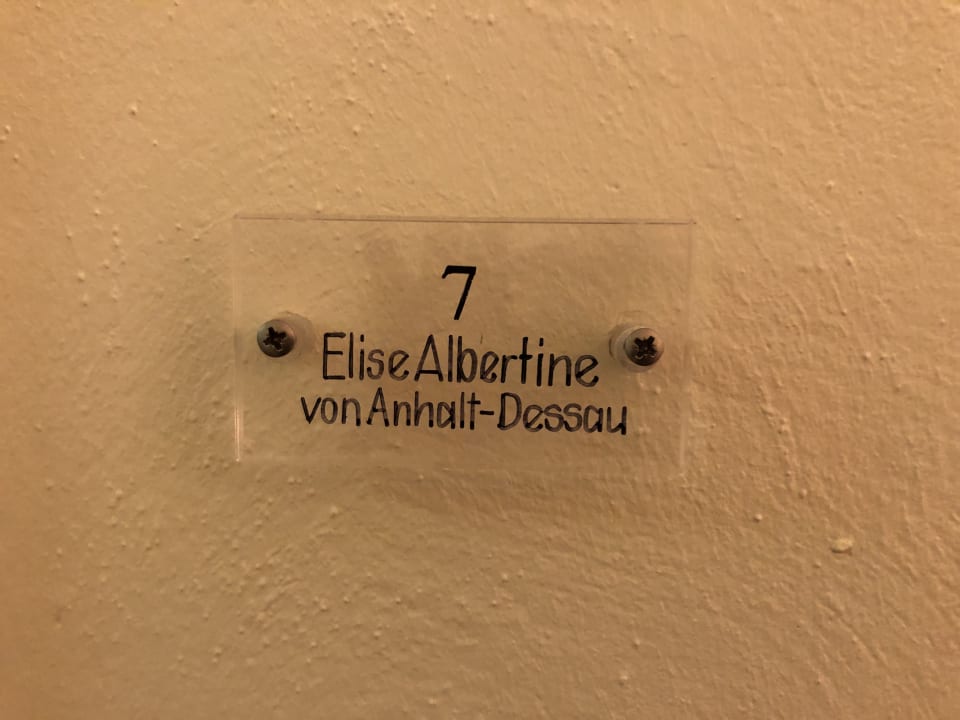 7
Elise Albertine
von Anhalt-Dessau